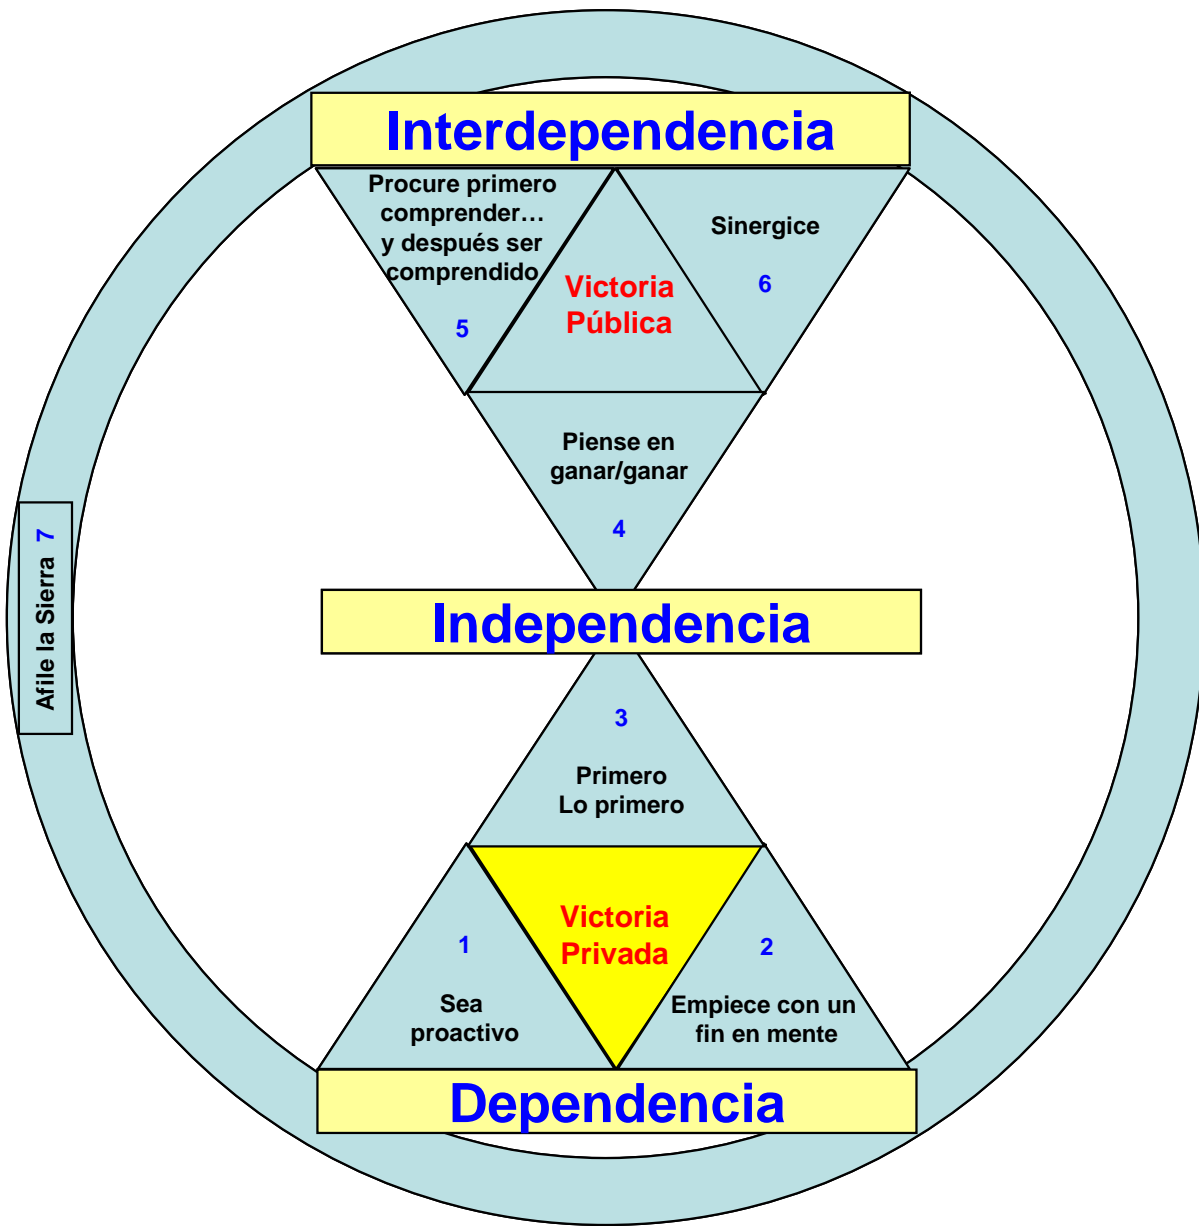 Interdependencia
Procure primero
comprender…
y después ser
comprendido
5
Victoria
Pública
Sinergice
6
Piense en
ganar/ganar
4
Afile la Sierra 7
Independencia
3
Primero
Lo primero
1
Sea
proactivo
Victoria
Privada
2
Empiece con un
fin en mente
Dependencia